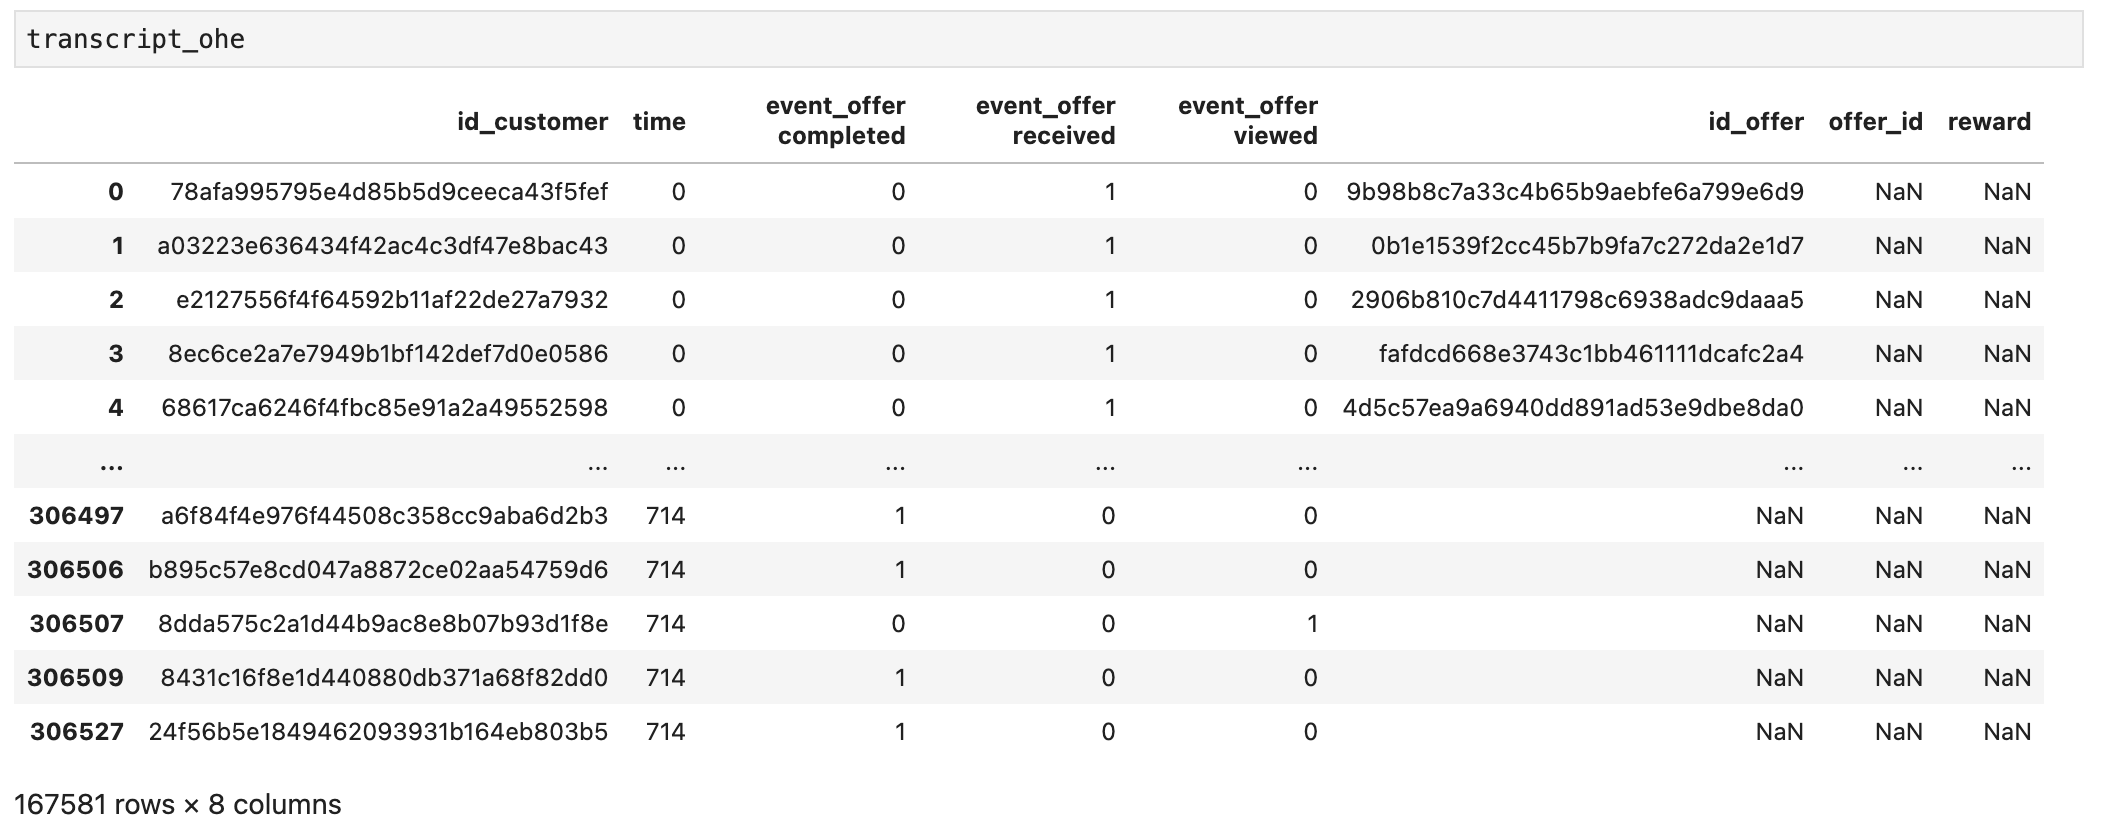 transcript_ohe
id_customer time event_offer completed event_offer received event_offer viewed id_offer offer_id reward
0 78afa995795e4d85b5d9ceeca43f5fef 0 0 1 0 9b98b8c7a33c4b65b9aebfe6a799e6d9 NaN NaN
1 a03223e636434f42ac4c3df47e8bac43 0 0 1 0 0b1e1539f2cc45b7b9fa7c272da2e1d7 NaN NaN
2 e2127556f4f64592b11af22de27a7932 0 0 1 0 2906b810c7d4411798c6938adc9daaa5 NaN NaN
3 8ec6ce2a7e7949b1bf142def7d0e0586 0 0 1 0 fafdcd668e3743c1bb461111dcafc2a4 NaN NaN
4 68617ca6246f4fbc85e91a2a49552598 0 0 1 0 4d5c57ea9a6940dd891ad53e9dbe8da0 NaN NaN
... ... ... ... ... ... ... ... ...
306497 a6f84f4e976f44508c358cc9aba6d2b3 714 1 0 0 NaN NaN NaN
306506 b895c57e8cd047a8872ce02aa54759d6 714 1 0 0 NaN NaN NaN
306507 8dda575c2a1d44b9ac8e8b07b93d1f8e 714 0 0 1 NaN NaN NaN
306509 8431c16f8e1d440880db371a68f82dd0 714 1 0 0 NaN NaN NaN
306527 24f56b5e1849462093931b164eb803b5 714 1 0 0 NaN NaN NaN
167581 rows × 8 columns